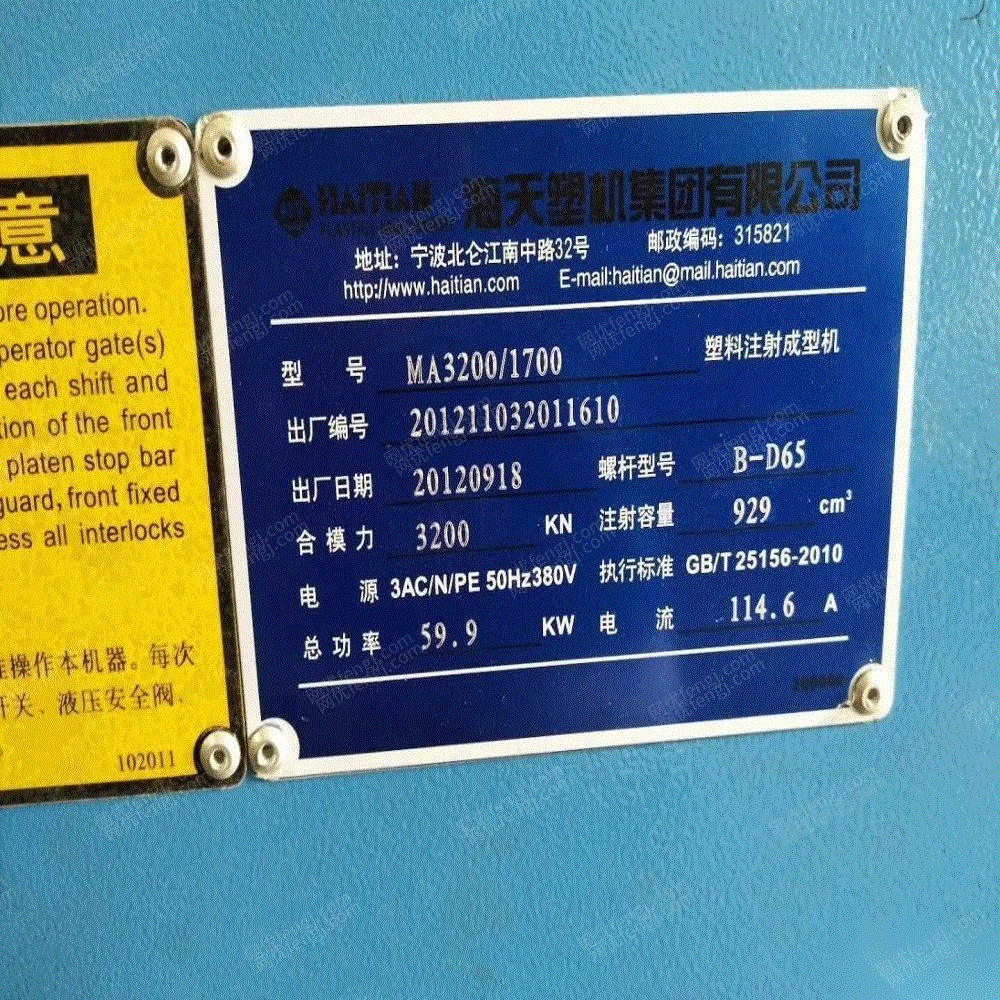 意
ore operation.
perator gate(s)
each shift and
tion of the front
platen stop bar
guard, front fixed
ess all interlocks
操作本机器。每次
开关、液压安全阀、
102011
HAITIAN 海天塑机集团有限公司
地址：宁波北仑江南中路32号 邮政编码：315821
http://www.haitian.com E-mail:haitian@mail.haitian.com
型 号 MA3200/1700 塑料注射成型机
出厂编号 201211032011610
出厂日期 20120918 螺杆型号 B-D65
合模力 3200 KN 注射容量 929 cm³
电 源 3AC/N/PE 50Hz380V 执行标准 GB/T 25156-2010
总功率 59.9 KW 电 流 114.6 A